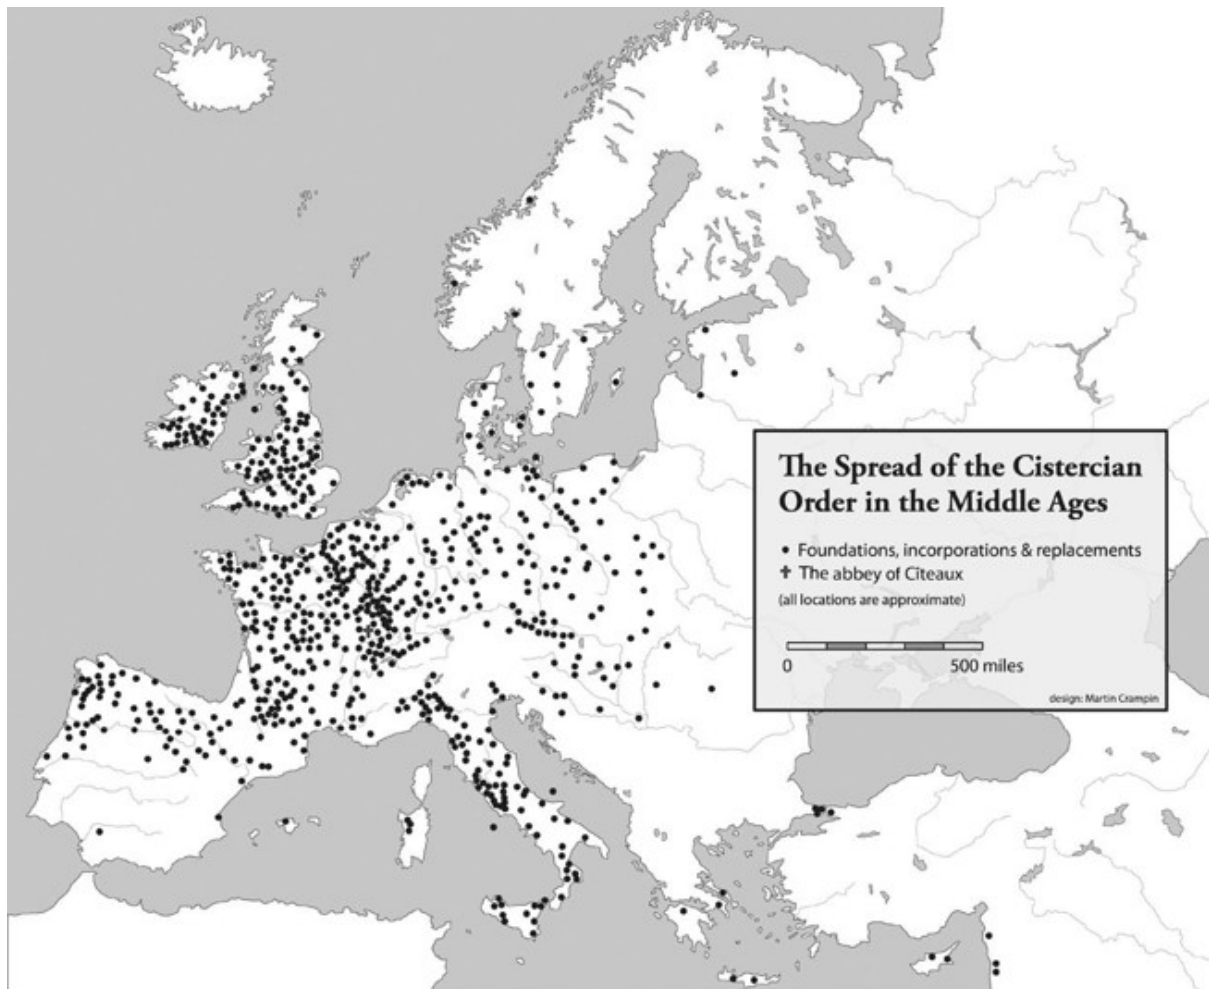 The Spread of the Cistercian
Order in the Middle Ages
• Foundations, incorporations & replacements
✝ The abbey of Cîteaux
(all locations are approximate)
0 500 miles
design: Martin Crampin